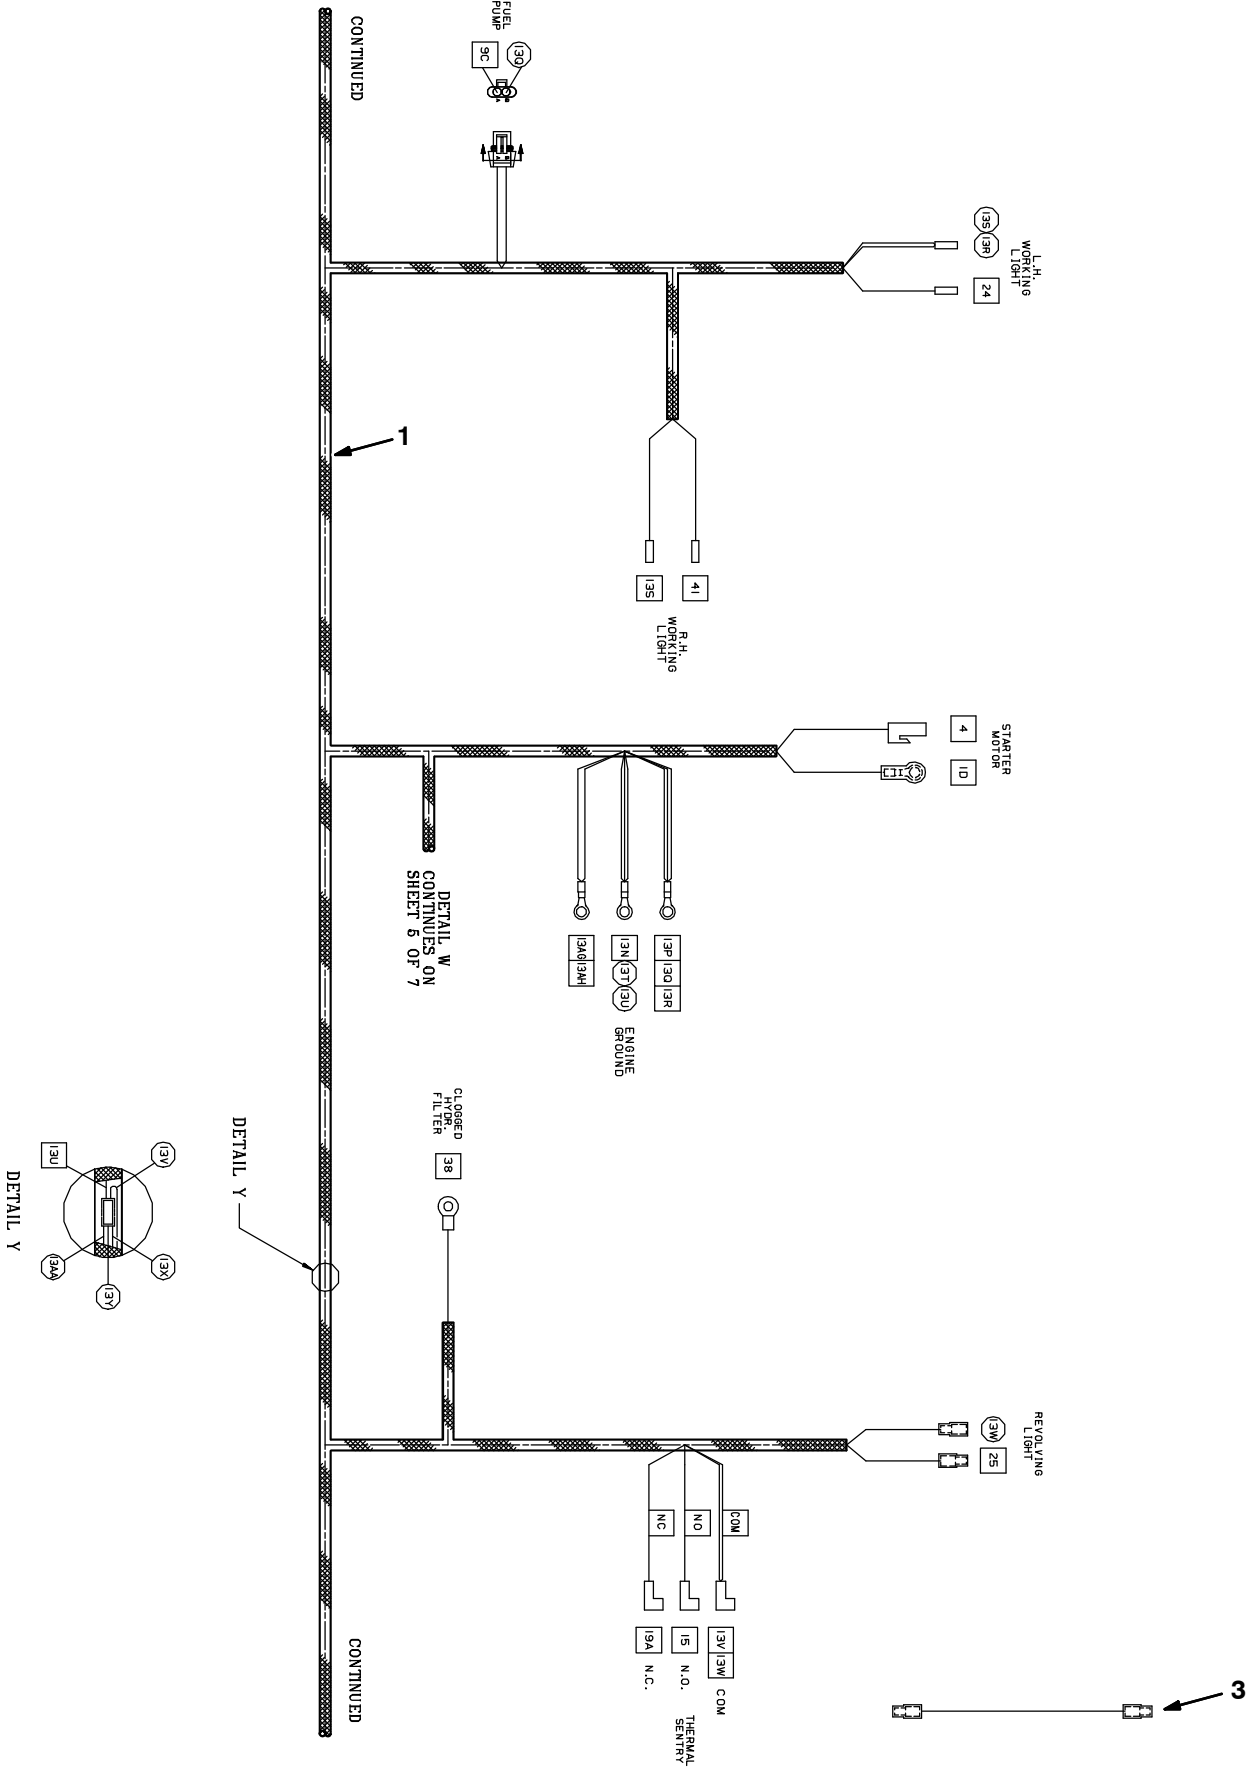 CONTINUED
FUEL
PUMP
9C
13Q
A
B
A
B
L.H.
WORKING
LIGHT
13S
13R
24
1
13S
41
R.H.
WORKING
LIGHT
STARTER
MOTOR
4
1D
DETAIL W
CONTINUES ON
SHEET 5 OF 7
13P 13Q 13R
13N 13T 13U
13AG 13AH
ENGINE
GROUND
CLOGGED
HYDR.
FILTER
38
DETAIL Y
13U
13V
13AA
13Y
13X
DETAIL Y
REVOLVING
LIGHT
13W
25
COM
NO
NC
13V 13W COM
15 N.O.
19A N.C.
THERMAL
SENTRY
CONTINUED
3